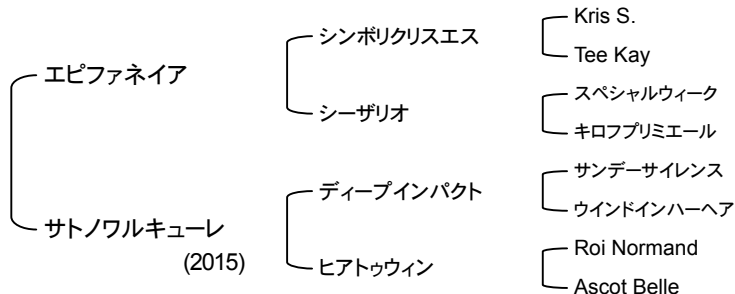 Kris S.
シンボリクリスエス
Tee Kay
エピファネイア
スペシャルウィーク
シーザリオ
キロフプリミエール
サンデーサイレンス
ディープインパクト
ウインドインハーヘア
サトノワルキューレ
(2015)
Roi Normand
ヒアトゥウィン
Ascot Belle